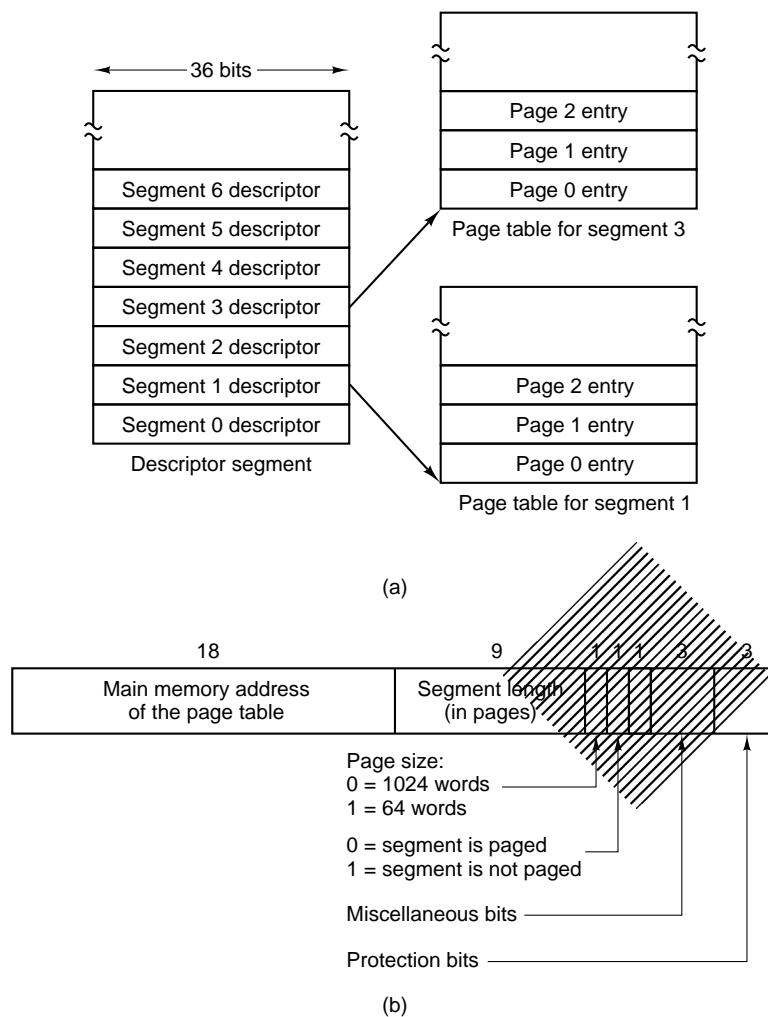 36 bits
Page 2 entry
Page 1 entry
Page 0 entry
Page table for segment 3
Segment 6 descriptor
Segment 5 descriptor
Segment 4 descriptor
Segment 3 descriptor
Segment 2 descriptor
Segment 1 descriptor
Segment 0 descriptor
Descriptor segment
Page 2 entry
Page 1 entry
Page 0 entry
Page table for segment 1
(a)
18 9 1 1 1 3 3
Main memory address
of the page table
Segment length
(in pages)
Page size:
0 = 1024 words
1 = 64 words
0 = segment is paged
1 = segment is not paged
Miscellaneous bits
Protection bits
(b)